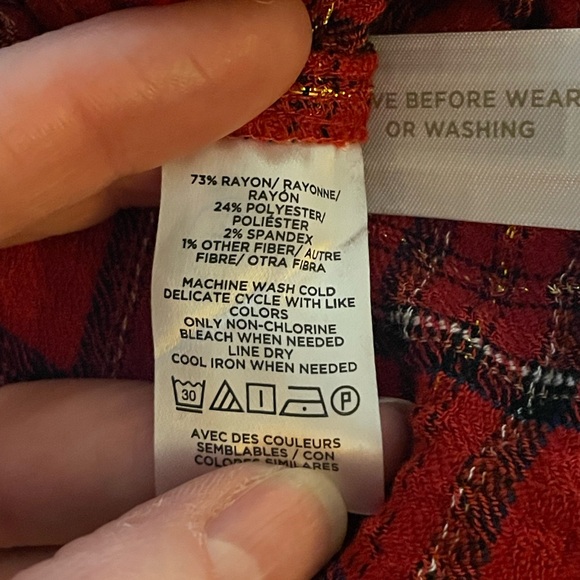 BEFORE WEAR
OR WASHING
73% RAYON/ RAYONNE/
RAYON
24% POLYESTER/
POLIÉSTER
2% SPANDEX
1% OTHER FIBER/ AUTRE
FIBRE/ OTRA FIBRA
MACHINE WASH COLD
DELICATE CYCLE WITH LIKE
COLORS
ONLY NON-CHLORINE
BLEACH WHEN NEEDED
LINE DRY
COOL IRON WHEN NEEDED
30 P
AVEC DES COULEURS
SEMBLABLES / CON
COLORES SIMILARES